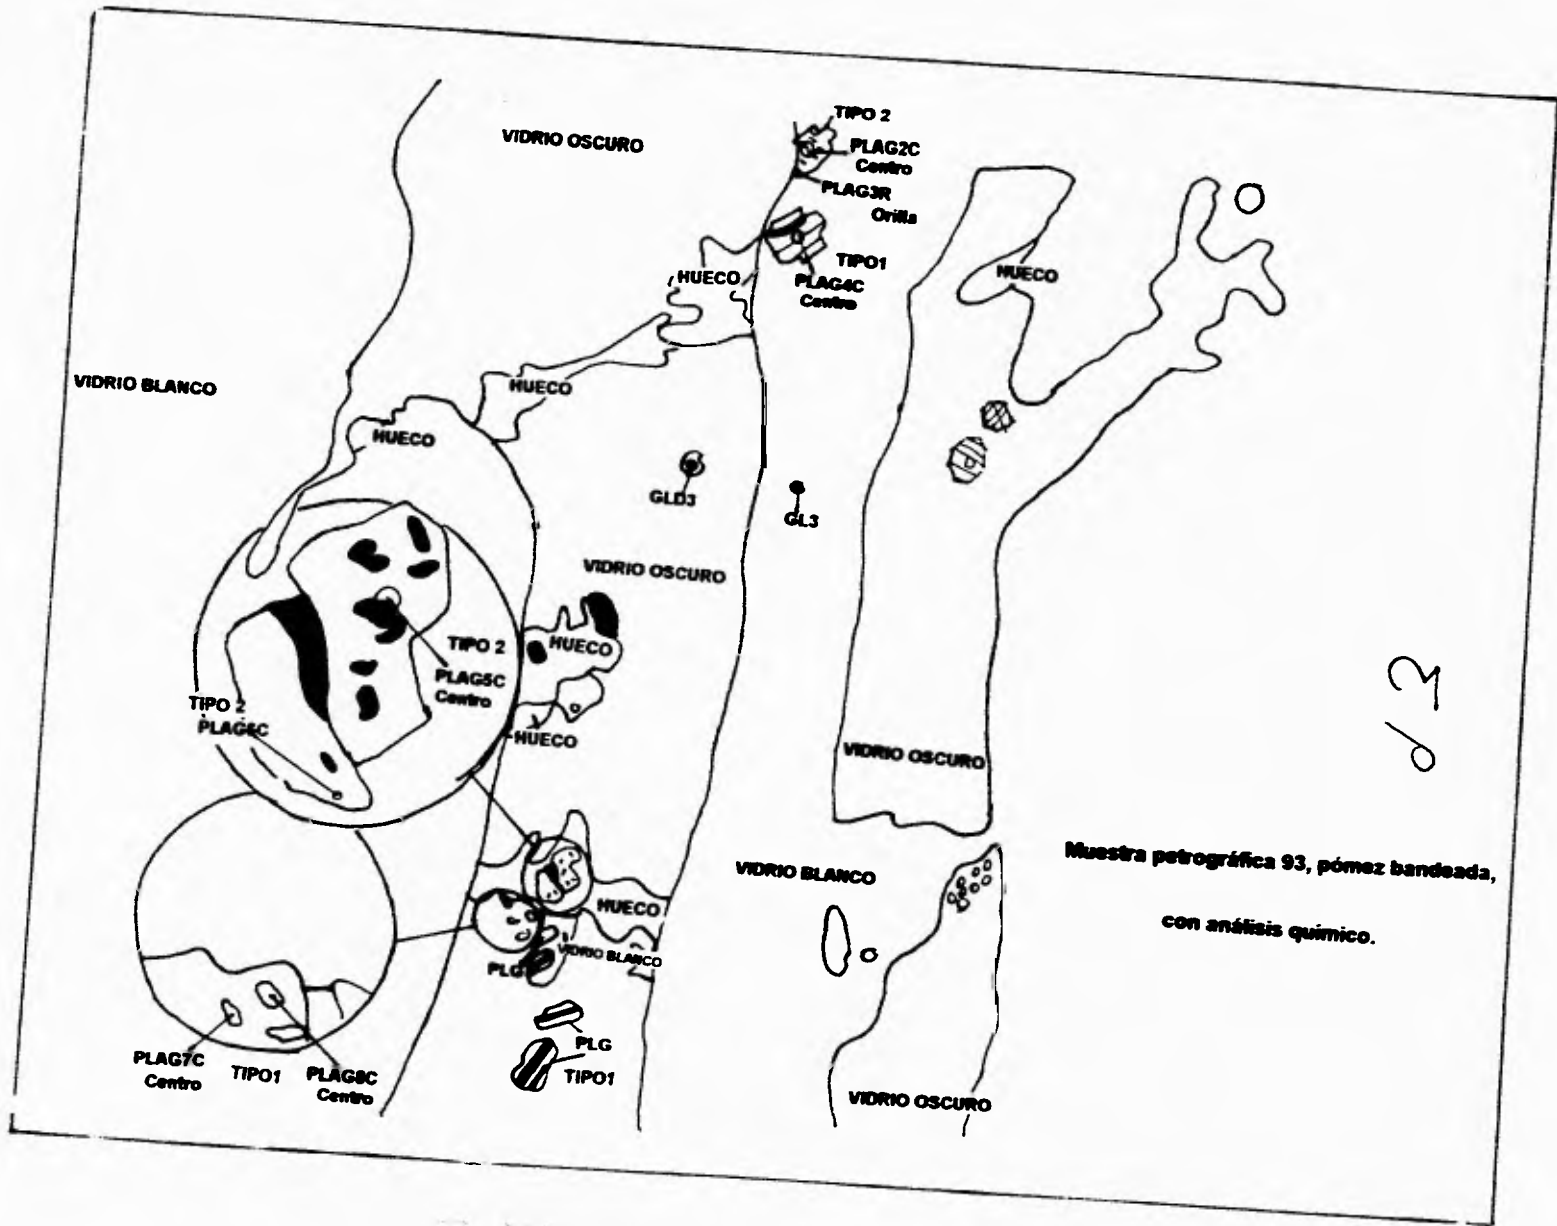 TIPO 2
VIDRIO OSCURO
PLAG2C
Centro
PLAG3R
Orilla
TIPO1
PLAG4C
Centro
HUECO
HUECO
VIDRIO BLANCO
HUECO
HUECO
GLD3
GL3
VIDRIO OSCURO
TIPO 2
HUECO
PLAG5C
Centro
TIPO 2
PLAG6C
HUECO
VIDRIO OSCURO
Muestra petrográfica 93, pómez bandeada,
con análisis químico.
VIDRIO BLANCO
HUECO
VIDRIO BLANCO
PLG
PLG
TIPO1
PLAG7C
Centro
TIPO1
PLAG8C
Centro
VIDRIO OSCURO